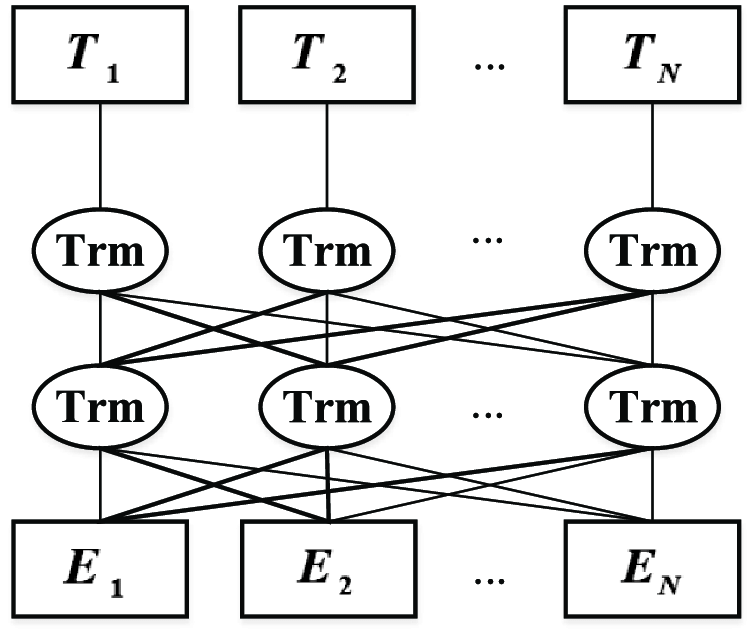 T1 T2 ... TN
Trm Trm ... Trm
Trm Trm ... Trm
E1 E2 ... EN